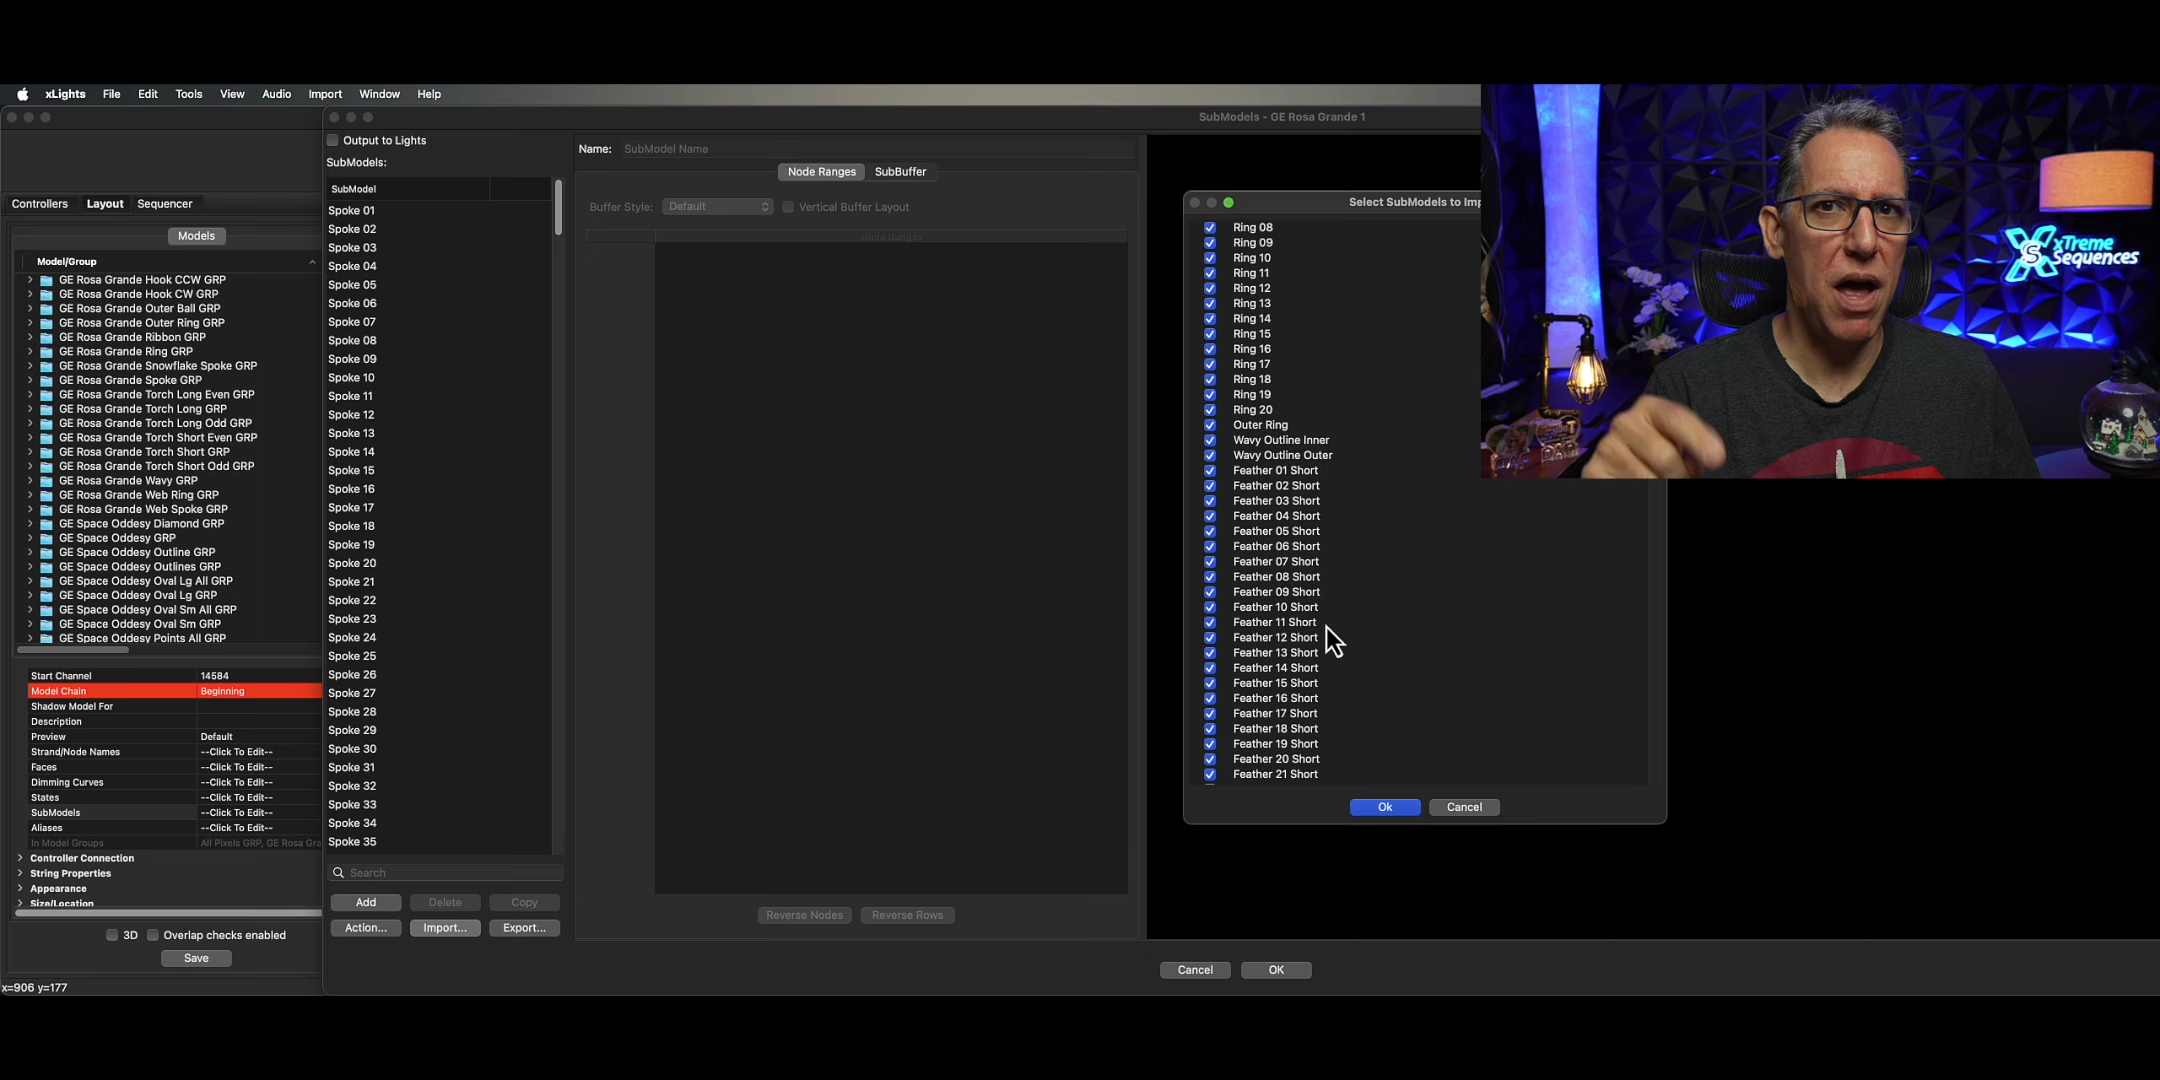 xLights File Edit Tools View Audio Import Window Help
SubModels - GE Rosa Grande 1
Output to Lights
SubModels:
SubModel
Spoke 01
Spoke 02
Spoke 03
Spoke 04
Spoke 05
Spoke 06
Spoke 07
Spoke 08
Spoke 09
Spoke 10
Spoke 11
Spoke 12
Spoke 13
Spoke 14
Spoke 15
Spoke 16
Spoke 17
Spoke 18
Spoke 19
Spoke 20
Spoke 21
Spoke 22
Spoke 23
Spoke 24
Spoke 25
Spoke 26
Spoke 27
Spoke 28
Spoke 29
Spoke 30
Spoke 31
Spoke 32
Spoke 33
Spoke 34
Spoke 35
Search
Add Delete Copy
Action... Import... Export...
Controllers Layout Sequencer
Models
Model/Group
GE Rosa Grande Hook CCW GRP
GE Rosa Grande Hook CW GRP
GE Rosa Grande Outer Ball GRP
GE Rosa Grande Outer Ring GRP
GE Rosa Grande Ribbon GRP
GE Rosa Grande Ring GRP
GE Rosa Grande Snowflake Spoke GRP
GE Rosa Grande Spoke GRP
GE Rosa Grande Torch Long Even GRP
GE Rosa Grande Torch Long GRP
GE Rosa Grande Torch Long Odd GRP
GE Rosa Grande Torch Short Even GRP
GE Rosa Grande Torch Short GRP
GE Rosa Grande Torch Short Odd GRP
GE Rosa Grande Wavy GRP
GE Rosa Grande Web Ring GRP
GE Rosa Grande Web Spoke GRP
GE Space Oddesy Diamond GRP
GE Space Oddesy GRP
GE Space Oddesy Outline GRP
GE Space Oddesy Outlines GRP
GE Space Oddesy Oval Lg All GRP
GE Space Oddesy Oval Lg GRP
GE Space Oddesy Oval Sm All GRP
GE Space Oddesy Oval Sm GRP
GE Space Oddesy Points All GRP
Start Channel 14584
Model Chain Beginning
Shadow Model For
Description
Preview Default
Strand/Node Names --Click To Edit--
Faces --Click To Edit--
Dimming Curves --Click To Edit--
States --Click To Edit--
SubModels --Click To Edit--
Aliases --Click To Edit--
In Model Groups All Pixels GRP, GE Rosa Gra
Controller Connection
String Properties
Appearance
Size/Location
3D Overlap checks enabled
Save
x=906 y=177
Name: SubModel Name
Node Ranges SubBuffer
Buffer Style: Default Vertical Buffer Layout
Node Ranges
Reverse Nodes Reverse Rows
Cancel OK
Select SubModels to Imp
Ring 08
Ring 09
Ring 10
Ring 11
Ring 12
Ring 13
Ring 14
Ring 15
Ring 16
Ring 17
Ring 18
Ring 19
Ring 20
Outer Ring
Wavy Outline Inner
Wavy Outline Outer
Feather 01 Short
Feather 02 Short
Feather 03 Short
Feather 04 Short
Feather 05 Short
Feather 06 Short
Feather 07 Short
Feather 08 Short
Feather 09 Short
Feather 10 Short
Feather 11 Short
Feather 12 Short
Feather 13 Short
Feather 14 Short
Feather 15 Short
Feather 16 Short
Feather 17 Short
Feather 18 Short
Feather 19 Short
Feather 20 Short
Feather 21 Short
Ok Cancel
xTreme
Sequences